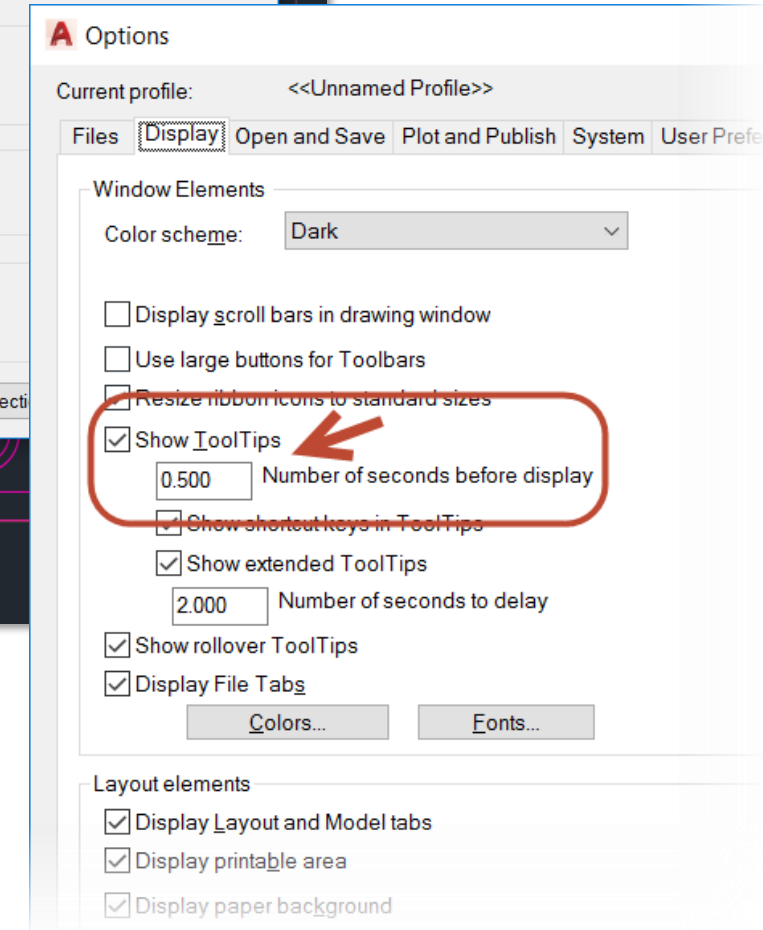 Options
Current profile: <<Unnamed Profile>>
Files Display Open and Save Plot and Publish System User Prefe
Window Elements
Color scheme: Dark
Display scroll bars in drawing window
Use large buttons for Toolbars
Resize ribbon icons to standard sizes
ecti
Show ToolTips
0.500 Number of seconds before display
Show shortcut keys in ToolTips
Show extended ToolTips
2.000 Number of seconds to delay
Show rollover ToolTips
Display File Tabs
Colors... Fonts...
Layout elements
Display Layout and Model tabs
Display printable area
Display paper background